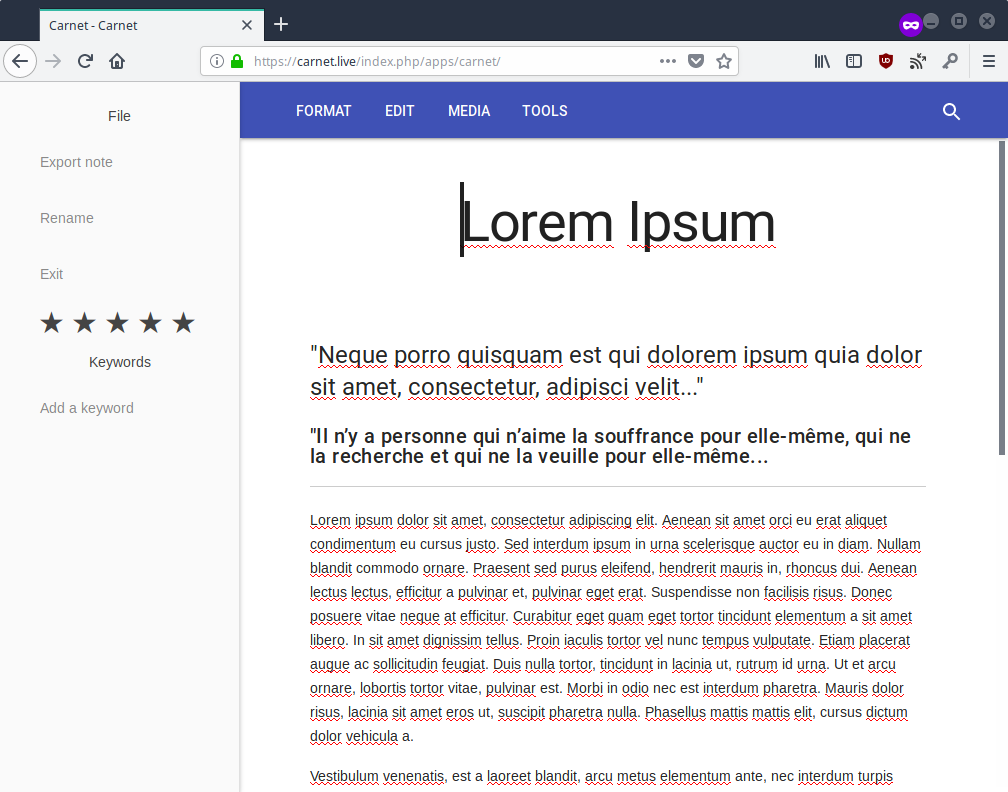 Carnet - Carnet
https://carnet.live/index.php/apps/carnet/
File
Export note
Rename
Exit
Keywords
Add a keyword
FORMAT EDIT MEDIA TOOLS
Lorem Ipsum
"Neque porro quisquam est qui dolorem ipsum quia dolor
sit amet, consectetur, adipisci velit..."
"Il n’y a personne qui n’aime la souffrance pour elle-même, qui ne
la recherche et qui ne la veuille pour elle-même...
Lorem ipsum dolor sit amet, consectetur adipiscing elit. Aenean sit amet orci eu erat aliquet
condimentum eu cursus justo. Sed interdum ipsum in urna scelerisque auctor eu in diam. Nullam
blandit commodo ornare. Praesent sed purus eleifend, hendrerit mauris in, rhoncus dui. Aenean
lectus lectus, efficitur a pulvinar et, pulvinar eget erat. Suspendisse non facilisis risus. Donec
posuere vitae neque at efficitur. Curabitur eget quam eget tortor tincidunt elementum a sit amet
libero. In sit amet dignissim tellus. Proin iaculis tortor vel nunc tempus vulputate. Etiam placerat
augue ac sollicitudin feugiat. Duis nulla tortor, tincidunt in lacinia ut, rutrum id urna. Ut et arcu
ornare, lobortis tortor vitae, pulvinar est. Morbi in odio nec est interdum pharetra. Mauris dolor
risus, lacinia sit amet eros ut, suscipit pharetra nulla. Phasellus mattis mattis elit, cursus dictum
dolor vehicula a.
Vestibulum venenatis, est a laoreet blandit, arcu metus elementum ante, nec interdum turpis